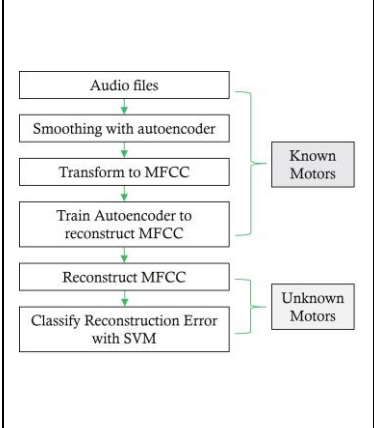 Audio files
Smoothing with autoencoder
Transform to MFCC
Known
Motors
Train Autoencoder to
reconstruct MFCC
Reconstruct MFCC
Unknown
Motors
Classify Reconstruction Error
with SVM